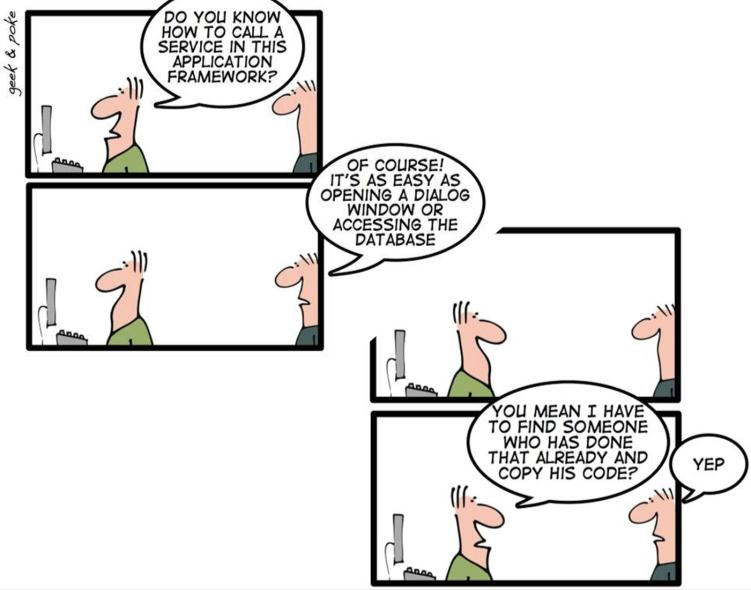 geek & poke
DO YOU KNOW
HOW TO CALL A
SERVICE IN THIS
APPLICATION
FRAMEWORK?
OF COURSE!
IT'S AS EASY AS
OPENING A DIALOG
WINDOW OR
ACCESSING THE
DATABASE
YOU MEAN I HAVE
TO FIND SOMEONE
WHO HAS DONE
THAT ALREADY AND
COPY HIS CODE?
YEP